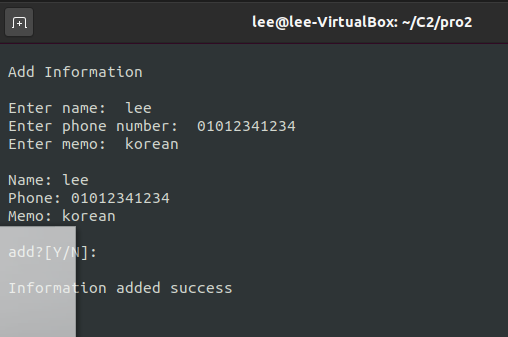 lee@lee-VirtualBox: ~/C2/pro2
Add Information
Enter name:  lee
Enter phone number:  01012341234
Enter memo:  korean
Name: lee
Phone: 01012341234
Memo: korean
add?[Y/N]:
Information added success